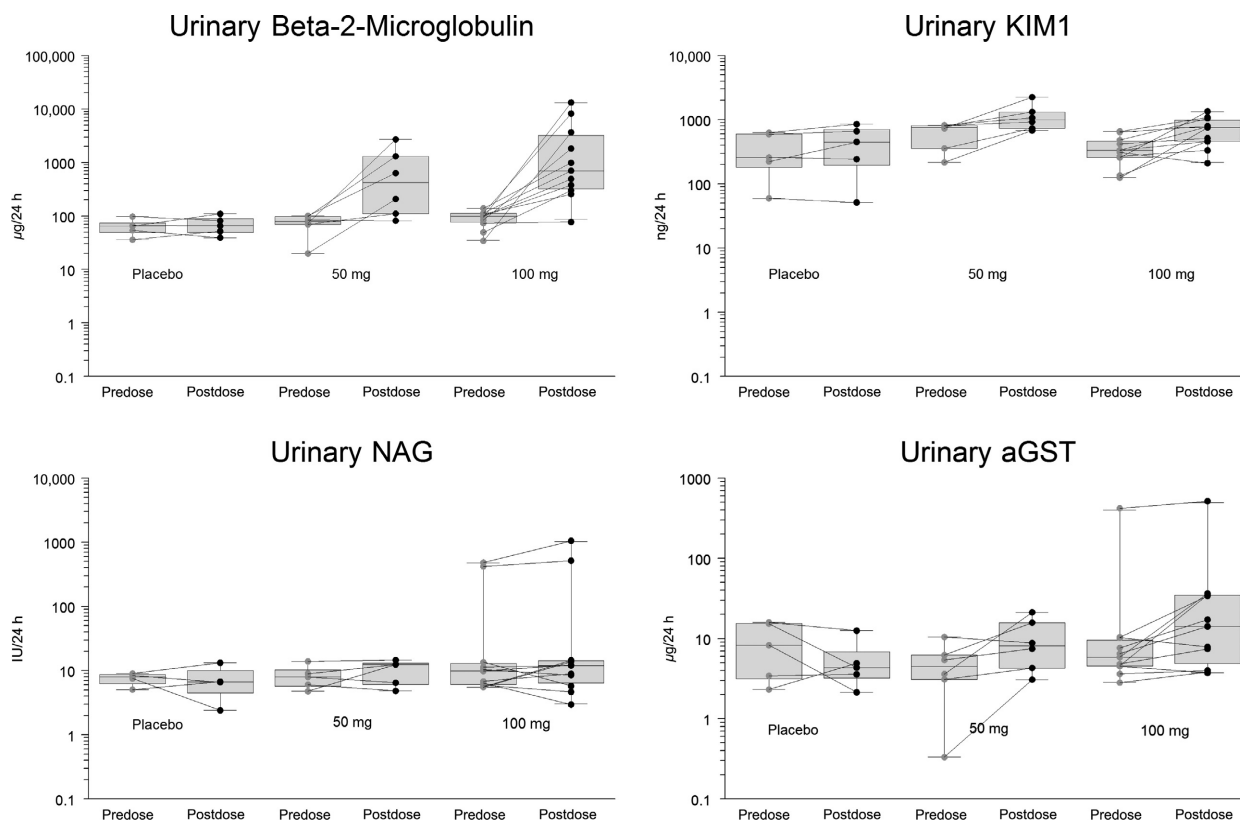 Urinary Beta-2-Microglobulin
100,000
10,000
1000
100
10
1
0.1
µg/24 h
Placebo
50 mg
100 mg
Predose Postdose Predose Postdose Predose Postdose
Urinary KIM1
10,000
1000
100
10
1
0.1
ng/24 h
Placebo
50 mg
100 mg
Predose Postdose Predose Postdose Predose Postdose
Urinary NAG
10,000
1000
100
10
1
0.1
IU/24 h
Placebo
50 mg
100 mg
Predose Postdose Predose Postdose Predose Postdose
Urinary aGST
1000
100
10
1
0.1
µg/24 h
Placebo
50 mg
100 mg
Predose Postdose Predose Postdose Predose Postdose